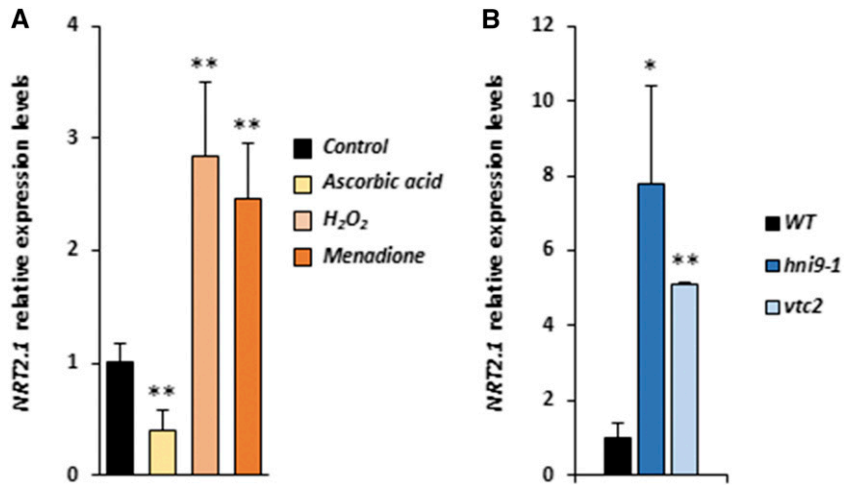 A
NRT2.1 relative expression levels
4
3
2
1
0
**
**
**
Control
Ascorbic acid
H₂O₂
Menadione
B
NRT2.1 relative expression levels
12
10
8
6
4
2
0
*
**
WT
hni9-1
vtc2